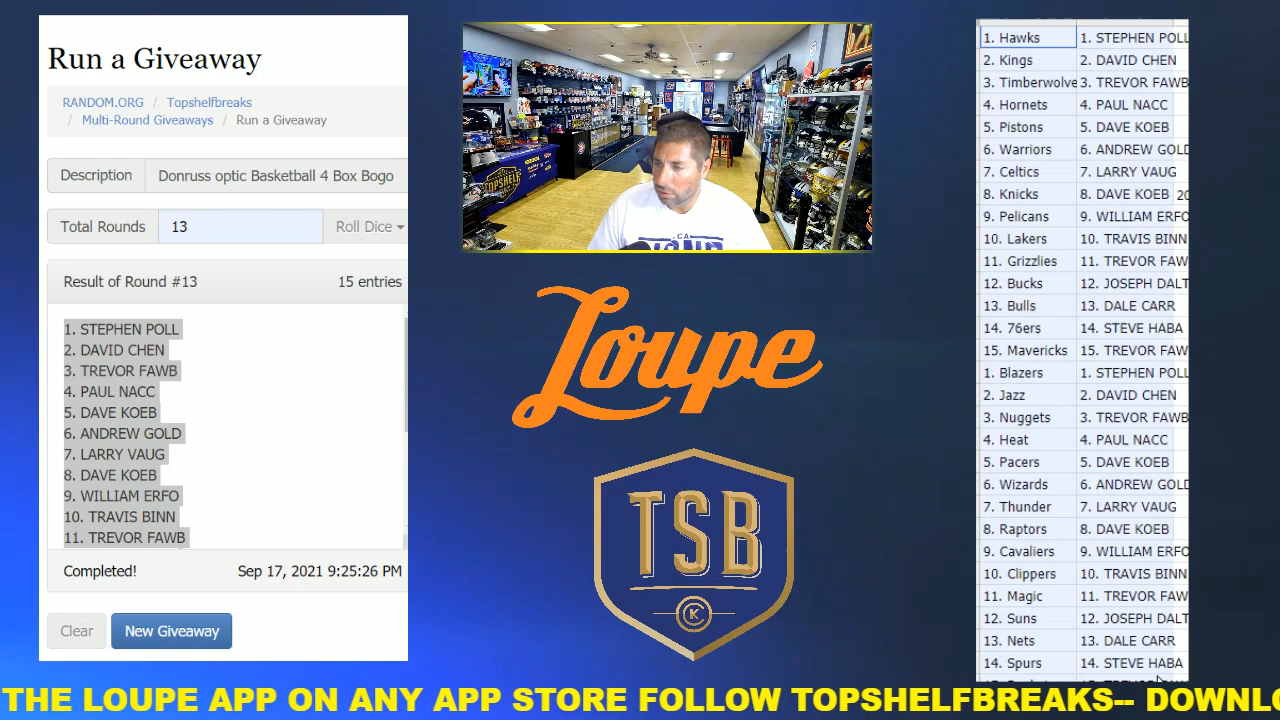 Run a Giveaway
RANDOM.ORG / Topshelfbreaks
/ Multi-Round Giveaways / Run a Giveaway
Description Donruss optic Basketball 4 Box Bogo
Total Rounds 13 Roll Dice
Result of Round #13 15 entries
1. STEPHEN POLL
2. DAVID CHEN
3. TREVOR FAWB
4. PAUL NACC
5. DAVE KOEB
6. ANDREW GOLD
7. LARRY VAUG
8. DAVE KOEB
9. WILLIAM ERFO
10. TRAVIS BINN
11. TREVOR FAWB
Completed! Sep 17, 2021 9:25:26 PM
Clear New Giveaway
TOPSHELF
Loupe
TSB
CK
1. Hawks 1. STEPHEN POLL
2. Kings 2. DAVID CHEN
3. Timberwolve 3. TREVOR FAWB
4. Hornets 4. PAUL NACC
5. Pistons 5. DAVE KOEB
6. Warriors 6. ANDREW GOLD
7. Celtics 7. LARRY VAUG
8. Knicks 8. DAVE KOEB 20
9. Pelicans 9. WILLIAM ERFO
10. Lakers 10. TRAVIS BINN
11. Grizzlies 11. TREVOR FAW
12. Bucks 12. JOSEPH DALT
13. Bulls 13. DALE CARR
14. 76ers 14. STEVE HABA
15. Mavericks 15. TREVOR FAW
1. Blazers 1. STEPHEN POLL
2. Jazz 2. DAVID CHEN
3. Nuggets 3. TREVOR FAWB
4. Heat 4. PAUL NACC
5. Pacers 5. DAVE KOEB
6. Wizards 6. ANDREW GOLD
7. Thunder 7. LARRY VAUG
8. Raptors 8. DAVE KOEB
9. Cavaliers 9. WILLIAM ERFO
10. Clippers 10. TRAVIS BINN
11. Magic 11. TREVOR FAW
12. Suns 12. JOSEPH DALT
13. Nets 13. DALE CARR
14. Spurs 14. STEVE HABA
THE LOUPE APP ON ANY APP STORE FOLLOW TOPSHELFBREAKS-- DOWNLO